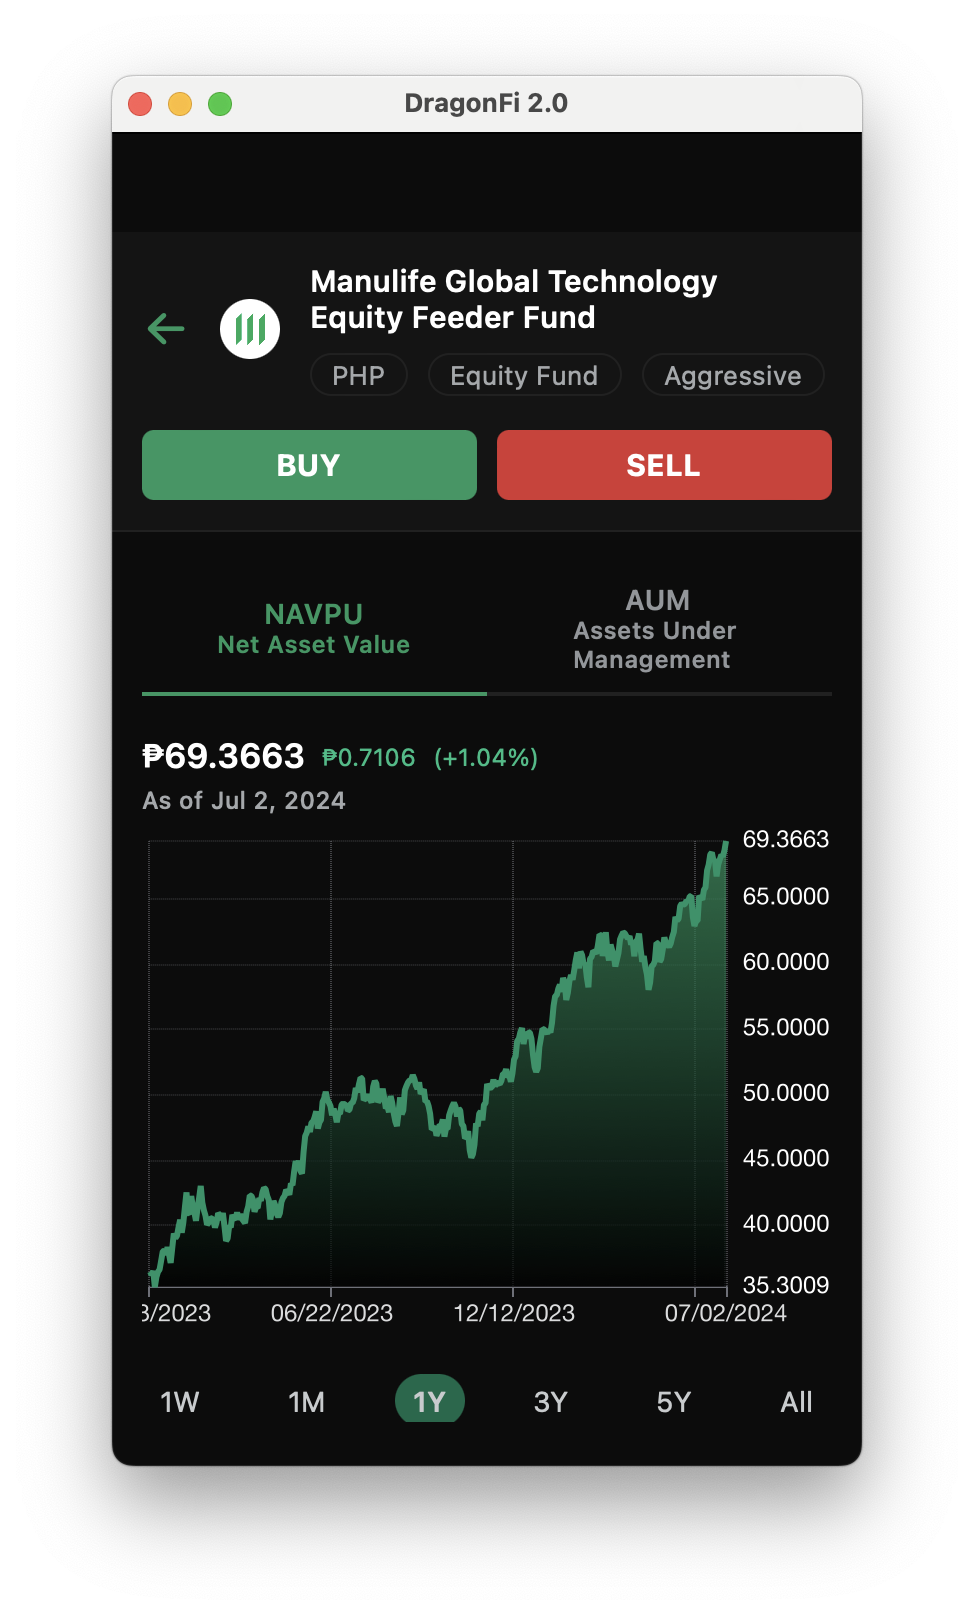 DragonFi 2.0
Manulife Global Technology
Equity Feeder Fund
PHP Equity Fund Aggressive
BUY SELL
NAVPU
Net Asset Value
AUM
Assets Under
Management
₱69.3663 ₱0.7106 (+1.04%)
As of Jul 2, 2024
69.3663
65.0000
60.0000
55.0000
50.0000
45.0000
40.0000
35.3009
3/2023 06/22/2023 12/12/2023 07/02/2024
1W 1M 1Y 3Y 5Y All